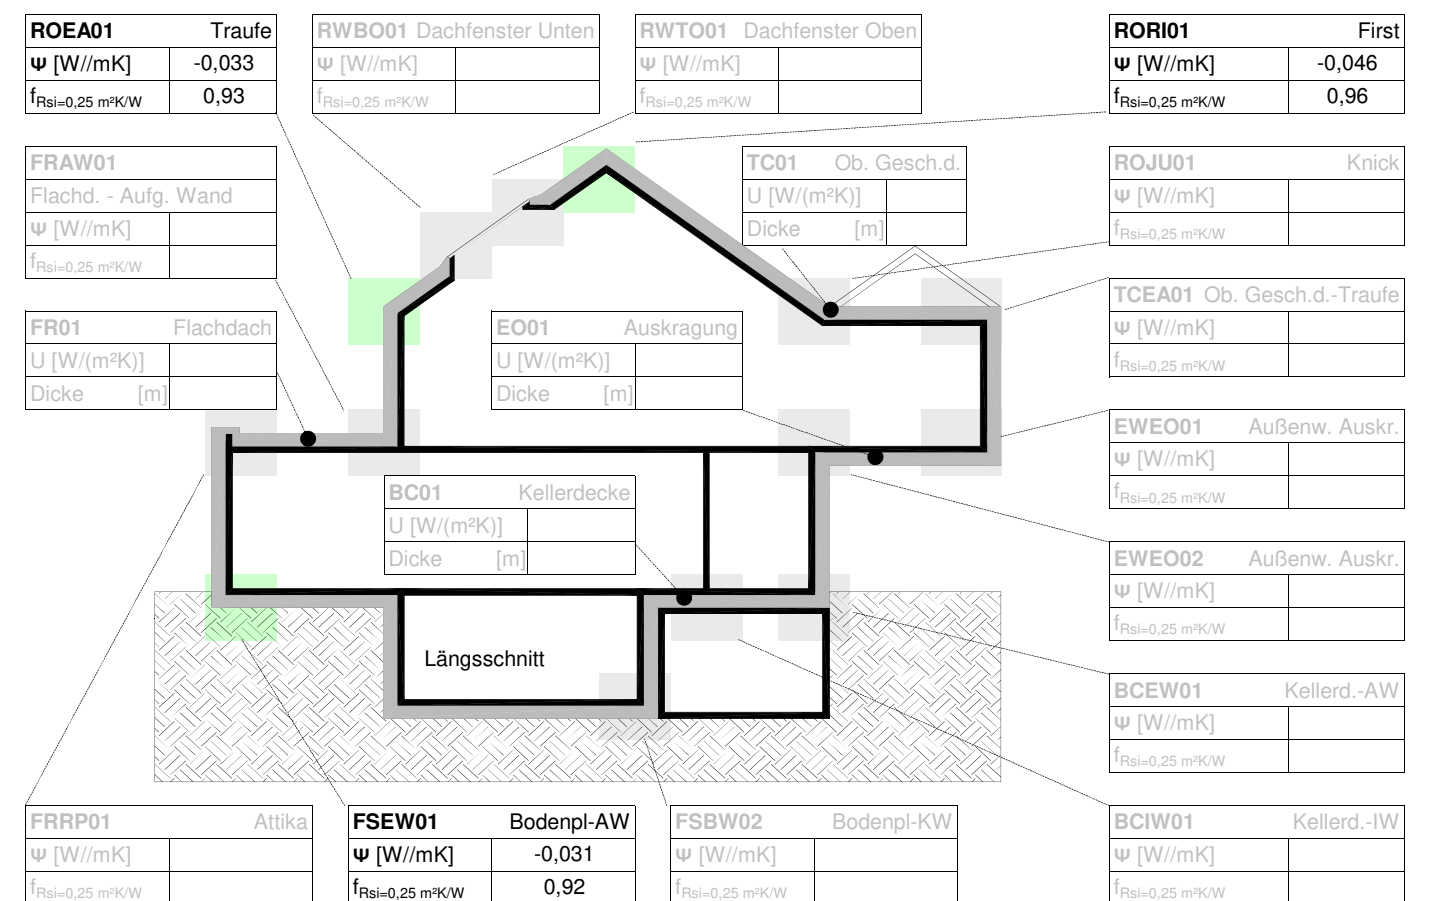 ROEA01 Traufe
Ψ [W//mK] -0,033
fRsi=0,25 m²K/W 0,93
RWBO01 Dachfenster Unten
Ψ [W//mK]
fRsi=0,25 m²K/W
RWTO01 Dachfenster Oben
Ψ [W//mK]
fRsi=0,25 m²K/W
RORI01 First
Ψ [W//mK] -0,046
fRsi=0,25 m²K/W 0,96
FRAW01
Flachd. - Aufg. Wand
Ψ [W//mK]
fRsi=0,25 m²K/W
TC01 Ob. Gesch.d.
U [W/(m²K)]
Dicke [m]
ROJU01 Knick
Ψ [W//mK]
fRsi=0,25 m²K/W
TCEA01 Ob. Gesch.d.-Traufe
Ψ [W//mK]
fRsi=0,25 m²K/W
FR01 Flachdach
U [W/(m²K)]
Dicke [m]
EO01 Auskragung
U [W/(m²K)]
Dicke [m]
EWEO01 Außenw. Auskr.
Ψ [W//mK]
fRsi=0,25 m²K/W
BC01 Kellerdecke
U [W/(m²K)]
Dicke [m]
EWEO02 Außenw. Auskr.
Ψ [W//mK]
fRsi=0,25 m²K/W
Längsschnitt
BCEW01 Kellerd.-AW
Ψ [W//mK]
fRsi=0,25 m²K/W
FRRP01 Attika
Ψ [W//mK]
fRsi=0,25 m²K/W
FSEW01 Bodenpl-AW
Ψ [W//mK] -0,031
fRsi=0,25 m²K/W 0,92
FSBW02 Bodenpl-KW
Ψ [W//mK]
fRsi=0,25 m²K/W
BCIW01 Kellerd.-IW
Ψ [W//mK]
fRsi=0,25 m²K/W